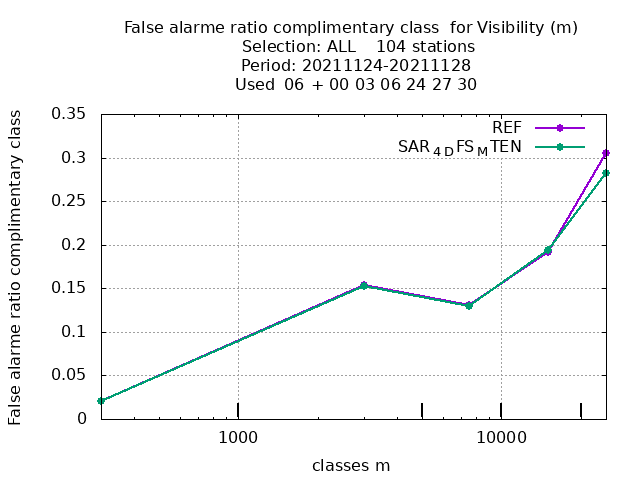 False alarme ratio complimentary class  for Visibility (m)
Selection: ALL    104 stations
Period: 20211124-20211128
Used  06  + 00 03 06 24 27 30
False alarme ratio complimentary class
0.35
0.3
0.25
0.2
0.15
0.1
0.05
0
REF
SAR4DFSMTEN
1000
10000
classes m